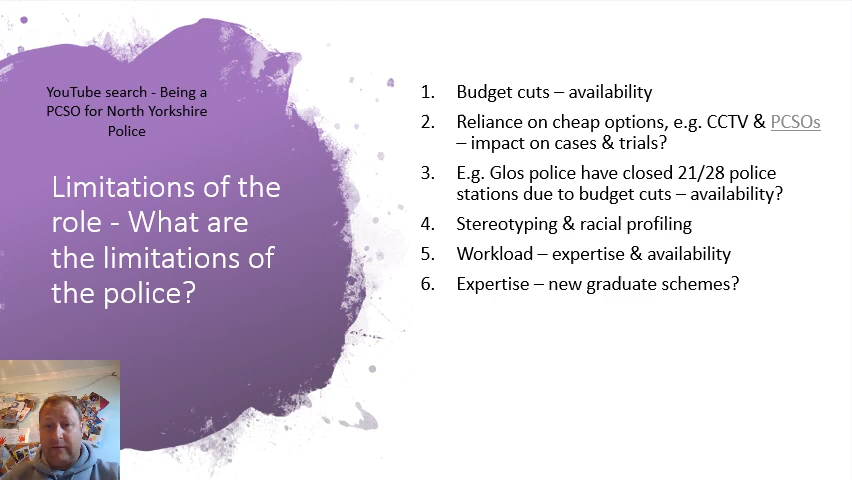 YouTube search - Being a
PCSO for North Yorkshire
Police
Limitations of the
role - What are
the limitations of
the police?
1. Budget cuts – availability
2. Reliance on cheap options, e.g. CCTV & PCSOs
– impact on cases & trials?
3. E.g. Glos police have closed 21/28 police
stations due to budget cuts – availability?
4. Stereotyping & racial profiling
5. Workload – expertise & availability
6. Expertise – new graduate schemes?